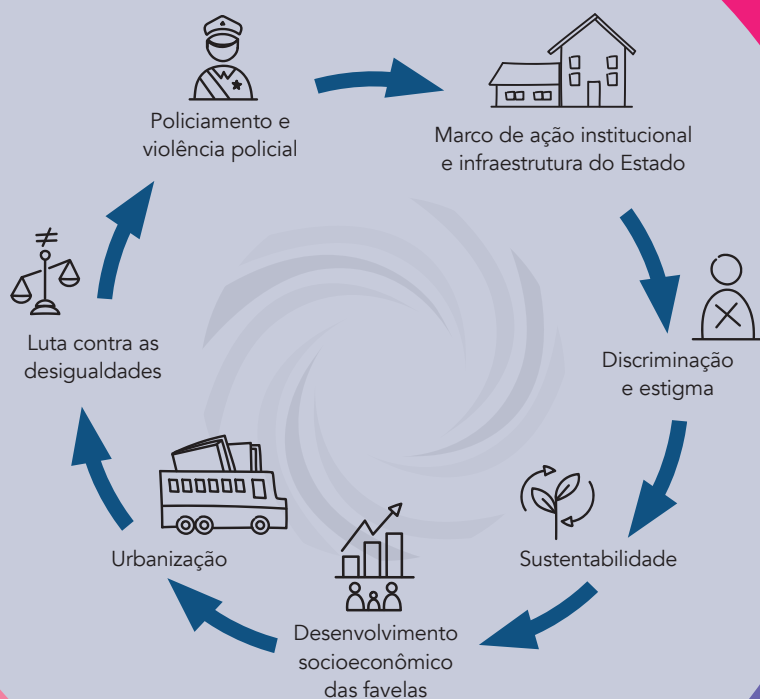 Policiamento e
violência policial
Marco de ação institucional
e infraestrutura do Estado
Discriminação
e estigma
Sustentabilidade
Desenvolvimento
socioeconômico
das favelas
Urbanização
Luta contra as
desigualdades